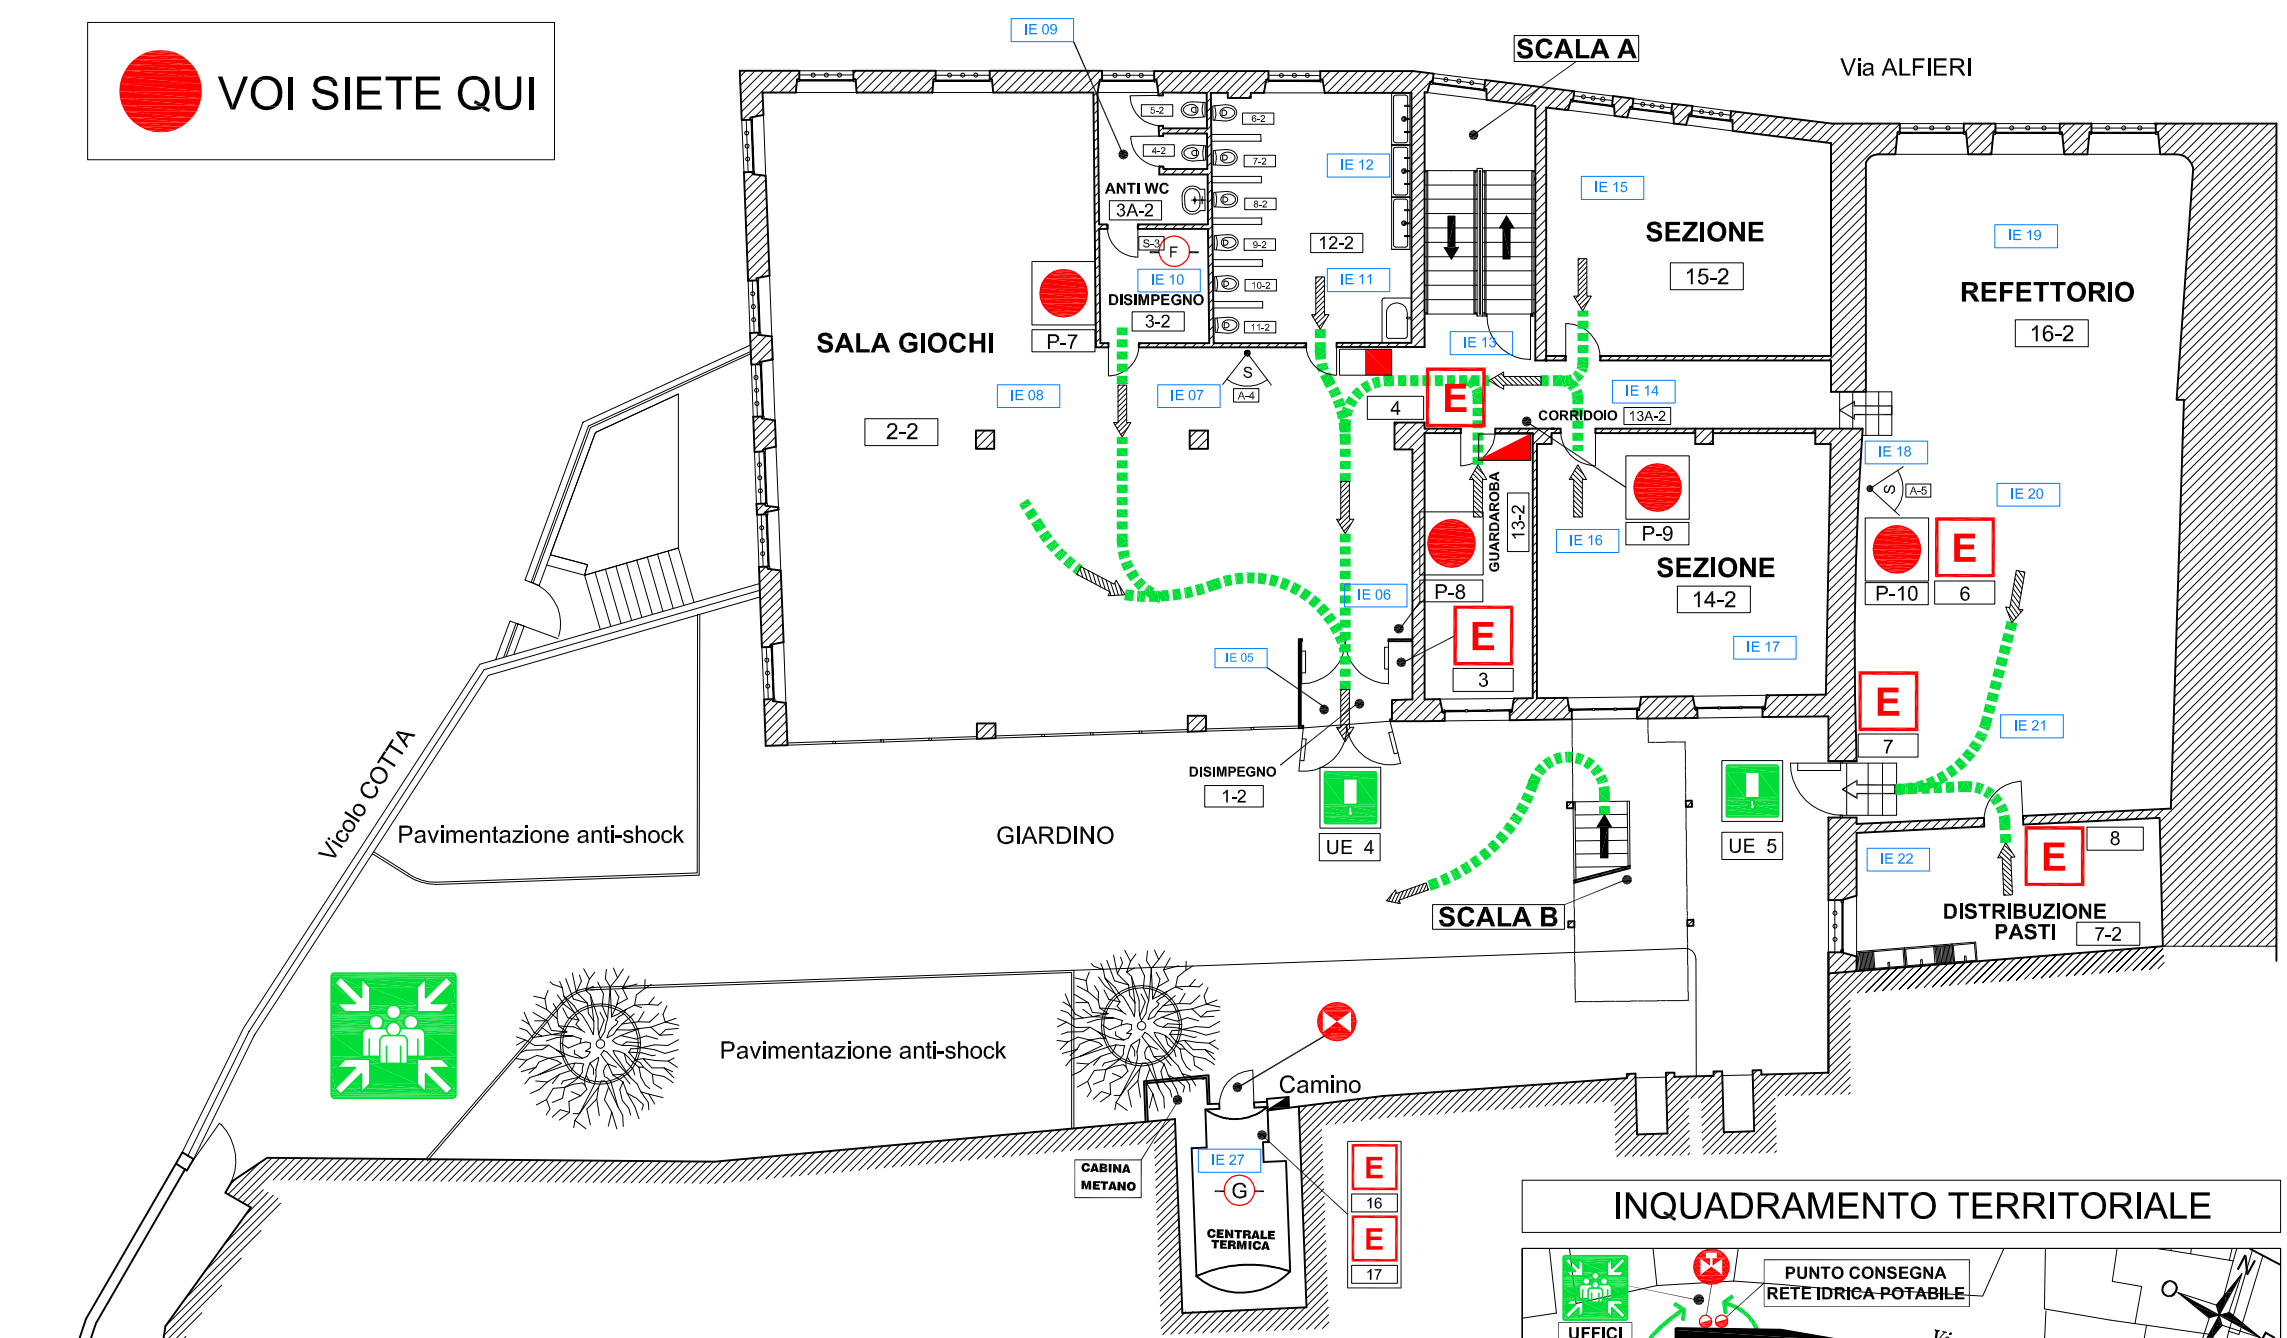 VOI SIETE QUI
IE 09
SCALA A
Via ALFIERI
5-2
6-2
4-2
7-2
IE 12
IE 15
ANTI WC
3A-2
8-2
SEZIONE
15-2
IE 19
S-3
F
9-2
12-2
REFETTORIO
16-2
IE 10
IE 11
10-2
DISIMPEGNO
3-2
11-2
P-7
SALA GIOCHI
2-2
IE 13
S
A-4
IE 08
IE 07
4
E
IE 14
CORRIDOIO
13A-2
IE 18
S
A-5
IE 20
GUARDAROBA
13-2
P-9
IE 16
P-8
SEZIONE
14-2
P-10
E
6
IE 06
E
3
IE 17
IE 05
E
7
IE 21
Vicolo COTTA
DISIMPEGNO
1-2
Pavimentazione anti-shock
GIARDINO
UE 4
UE 5
IE 22
E
8
SCALA B
DISTRIBUZIONE
PASTI
7-2
Pavimentazione anti-shock
Camino
CABINA
METANO
IE 27
G
CENTRALE
TERMICA
E
16
E
17
INQUADRAMENTO TERRITORIALE
PUNTO CONSEGNA
RETE IDRICA POTABILE
UFFICI
N
O